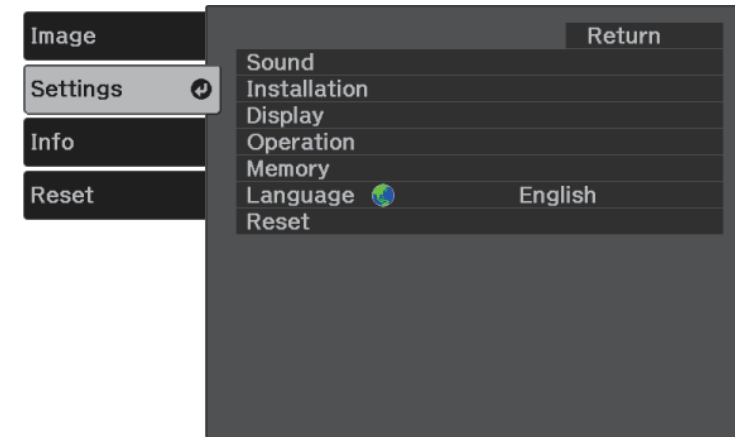 Image
Settings
Info
Reset
Return
Sound
Installation
Display
Operation
Memory
Language English
Reset